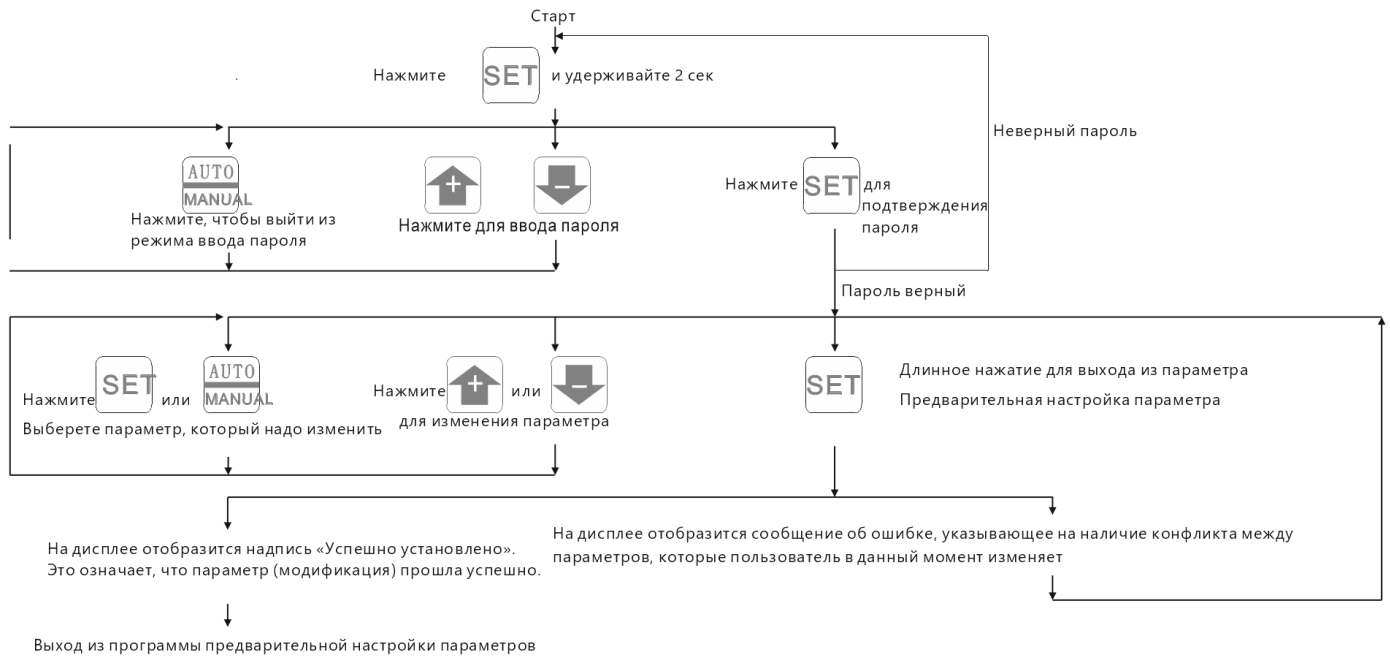 Старт
Нажмите SET и удерживайте 2 сек
Неверный пароль
AUTO
MANUAL
Нажмите, чтобы выйти из
режима ввода пароля
+ −
Нажмите для ввода пароля
Нажмите SET для
подтверждения
пароля
Пароль верный
AUTO
Нажмите SET или MANUAL
Выберете параметр, который надо изменить
Нажмите + или −
для изменения параметра
SET
Длинное нажатие для выхода из параметра
Предварительная настройка параметра
На дисплее отобразится надпись «Успешно установлено».
Это означает, что параметр (модификация) прошла успешно.
На дисплее отобразится сообщение об ошибке, указывающее на наличие конфликта между
параметров, которые пользователь в данный момент изменяет
Выход из программы предварительной настройки параметров